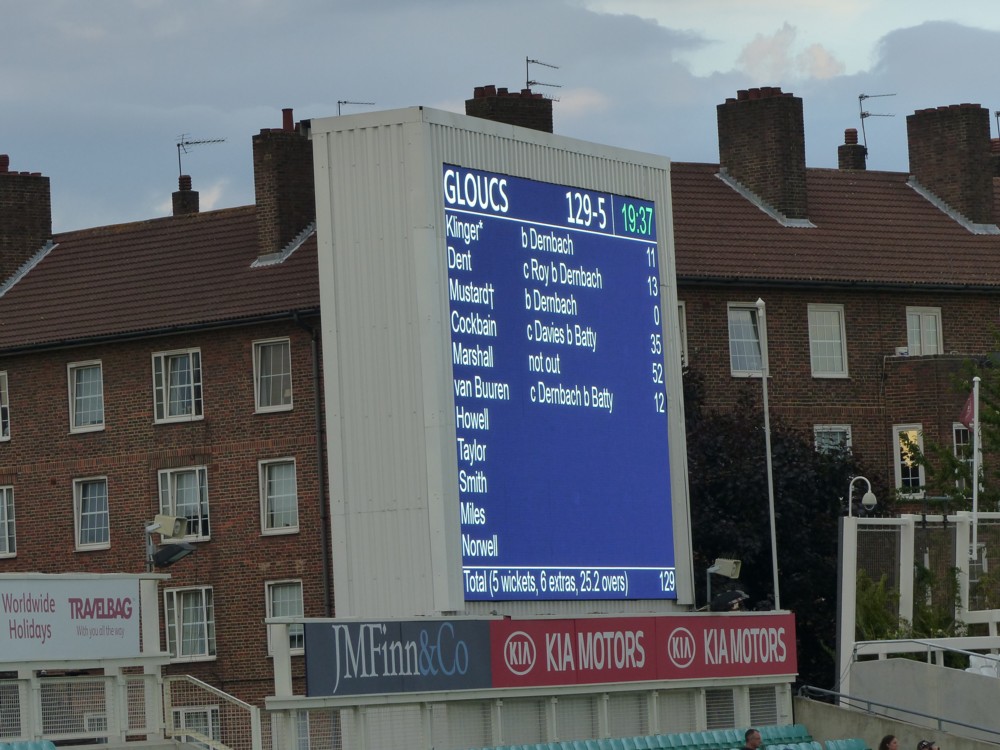 GLOUCS 129-5 19:37
Klinger* b Dernbach 11
Dent c Roy b Dernbach 13
Mustard† b Dernbach 0
Cockbain c Davies b Batty 35
Marshall not out 52
van Buuren c Dernbach b Batty 12
Howell
Taylor
Smith
Miles
Norwell
Total (5 wickets, 6 extras, 25.2 overs) 129
Worldwide
Holidays
TRAVELBAG
With you all the way
JMFinn&Co
KIA KIA MOTORS KIA KIA MOTORS